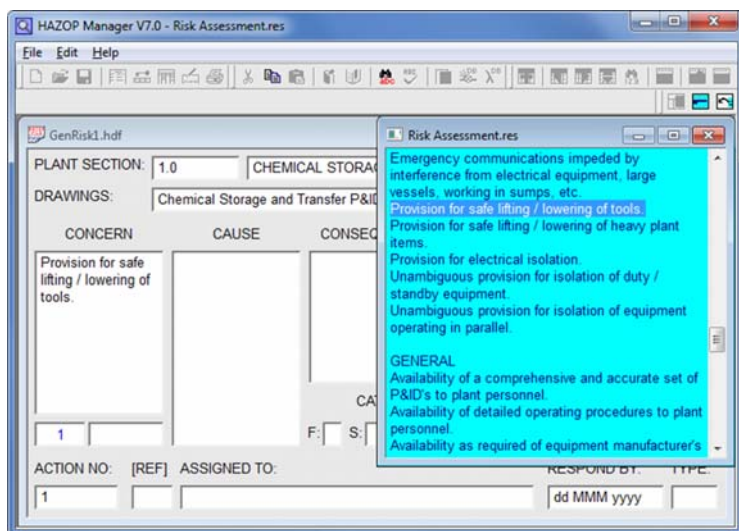 HAZOP Manager V7.0 - Risk Assessment.res
File Edit Help
GenRisk1.hdf
PLANT SECTION: 1.0 CHEMICAL STORA
DRAWINGS: Chemical Storage and Transfer P&I
CONCERN CAUSE CONSEQ
Provision for safe
lifting / lowering of
tools.
CA
1 F: S:
ACTION NO: [REF] ASSIGNED TO: RESPOND BY: TYPE:
1 dd MMM yyyy
Risk Assessment.res
Emergency communications impeded by
interference from electrical equipment, large
vessels, working in sumps, etc.
Provision for safe lifting / lowering of tools.
Provision for safe lifting / lowering of heavy plant
items.
Provision for electrical isolation.
Unambiguous provision for isolation of duty /
standby equipment.
Unambiguous provision for isolation of equipment
operating in parallel.
GENERAL
Availability of a comprehensive and accurate set of
P&ID's to plant personnel.
Availability of detailed operating procedures to plant
personnel.
Availability as required of equipment manufacturer's